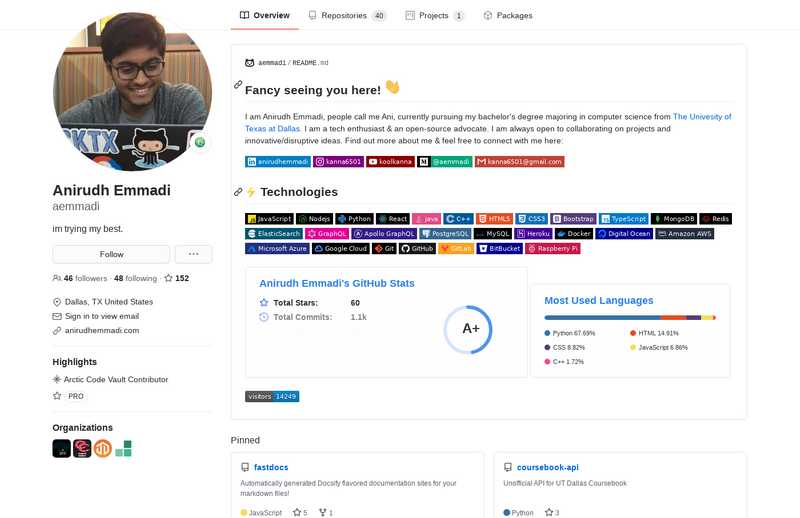 Overview Repositories 40 Projects 1 Packages
PKTX
Anirudh Emmadi
aemmadi
im trying my best.
Follow ...
46 followers · 48 following · 152
Dallas, TX United States
Sign in to view email
anirudhemmadi.com
Highlights
Arctic Code Vault Contributor
PRO
Organizations
aemmadi / README.md
Fancy seeing you here!
I am Anirudh Emmadi, people call me Ani, currently pursuing my bachelor's degree majoring in computer science from The Univesity of
Texas at Dallas. I am a tech enthusiast & an open-source advocate. I am always open to collaborating on projects and
innovative/disruptive ideas. Find out more about me & feel free to connect with me here:
in anirudhemmadi kanna6501 koolkanna M @aemmadi kanna6501@gmail.com
Technologies
JavaScript Nodejs Python React java C++ HTML5 CSS3 Bootstrap TypeScript MongoDB Redis
ElasticSearch GraphQL Apollo GraphQL PostgreSQL MySQL Heroku Docker Digital Ocean Amazon AWS
Microsoft Azure Google Cloud Git GitHub GitLab BitBucket Raspberry Pi
Anirudh Emmadi's GitHub Stats
Total Stars: 60
Total Commits: 1.1k
A+
Most Used Languages
Python 67.69% HTML 14.91%
CSS 8.82% JavaScript 6.86%
C++ 1.72%
visitors 14249
Pinned
fastdocs
Automatically generated Docsify flavored documentation sites for your
markdown files!
JavaScript 5 1
coursebook-api
Unofficial API for UT Dallas Coursebook
Python 3